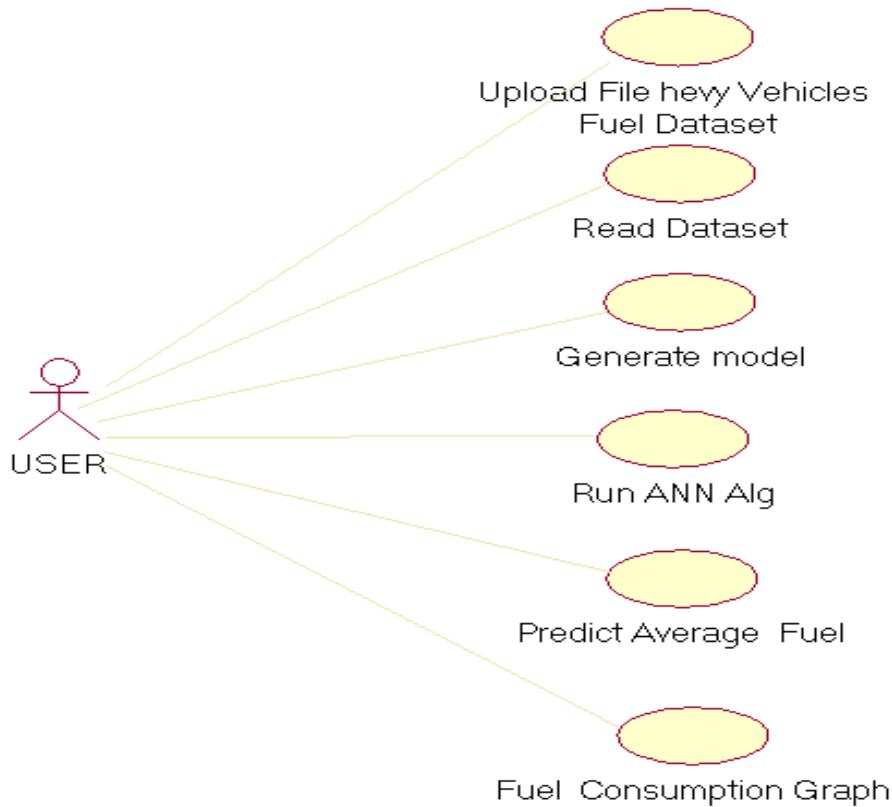 Upload File hevy Vehicles
Fuel Dataset
Read Dataset
Generate model
USER
Run ANN Alg
Predict Average Fuel
Fuel Consumption Graph